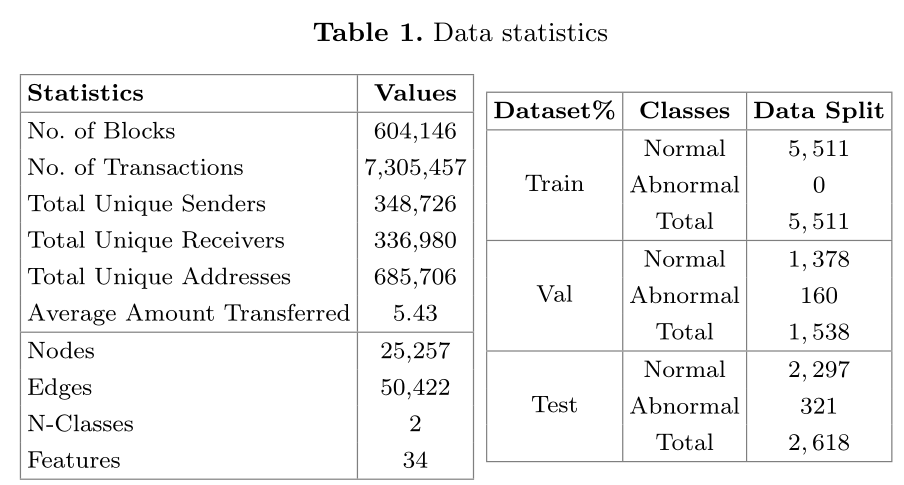 Table 1. Data statistics
Statistics Values
No. of Blocks 604,146
No. of Transactions 7,305,457
Total Unique Senders 348,726
Total Unique Receivers 336,980
Total Unique Addresses 685,706
Average Amount Transferred 5.43
Nodes 25,257
Edges 50,422
N-Classes 2
Features 34
Dataset% Classes Data Split
Normal 5,511
Train Abnormal 0
Total 5,511
Normal 1,378
Val Abnormal 160
Total 1,538
Normal 2,297
Test Abnormal 321
Total 2,618